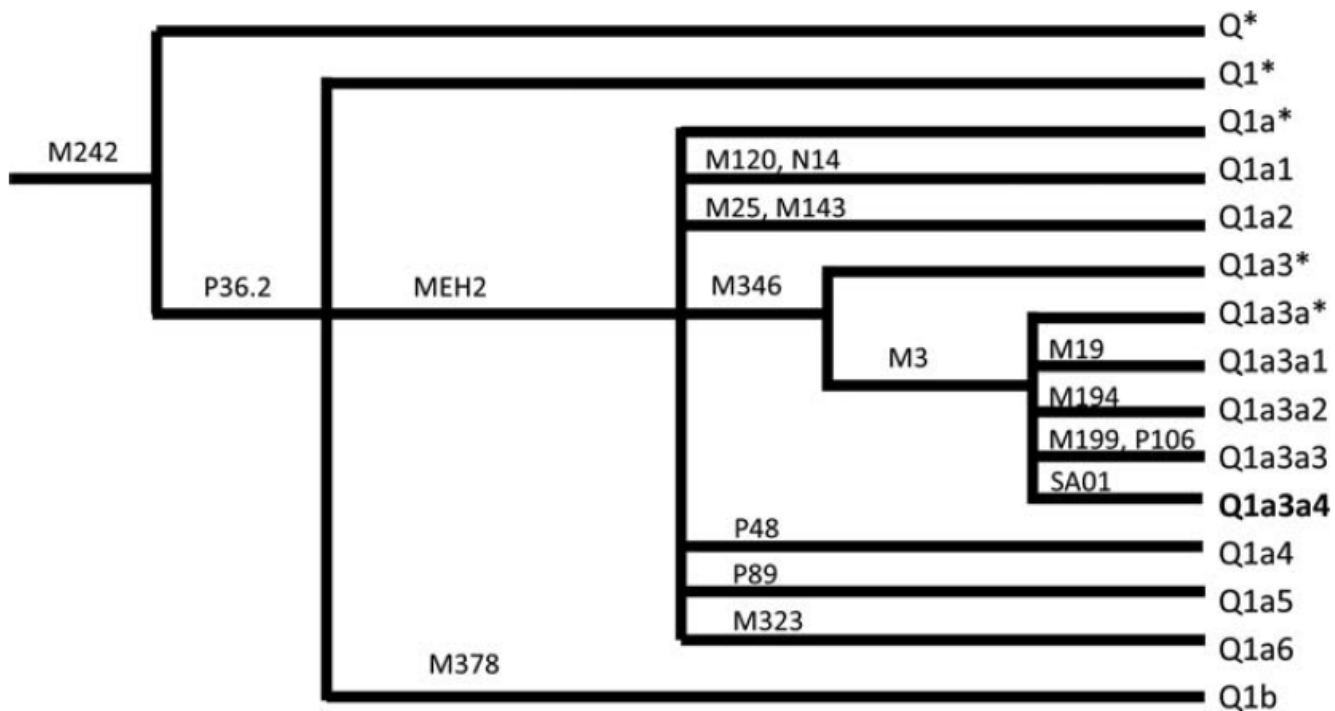 Q*
Q1*
Q1a*
M242
M120, N14
Q1a1
M25, M143
Q1a2
Q1a3*
P36.2
MEH2
M346
Q1a3a*
M3
M19
Q1a3a1
M194
Q1a3a2
M199, P106
Q1a3a3
SA01
Q1a3a4
P48
Q1a4
P89
Q1a5
M323
Q1a6
M378
Q1b